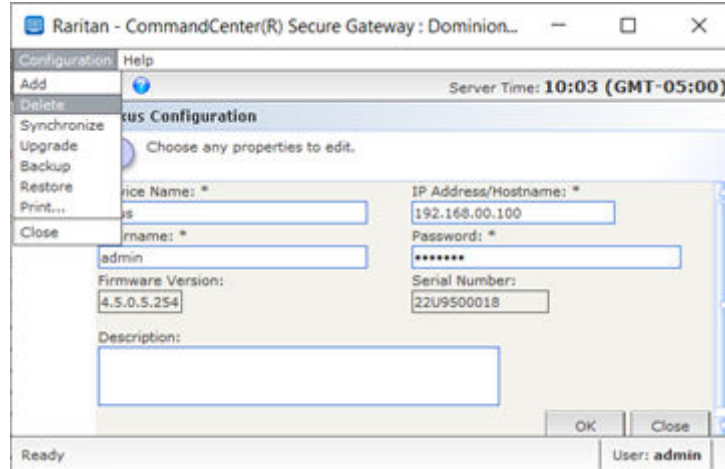 Raritan - CommandCenter(R) Secure Gateway : Dominion...
Configuration Help
Add
Server Time: 10:03 (GMT-05:00)
Delete
xus Configuration
Synchronize
Upgrade
Choose any properties to edit.
Backup
Restore
Print...
Close
vice Name: *
IP Address/Hostname: *
us
192.168.00.100
rname: *
Password: *
admin
•••••••
Firmware Version:
Serial Number:
4.5.0.5.254
22U9500018
Description:
OK
Close
Ready
User: admin